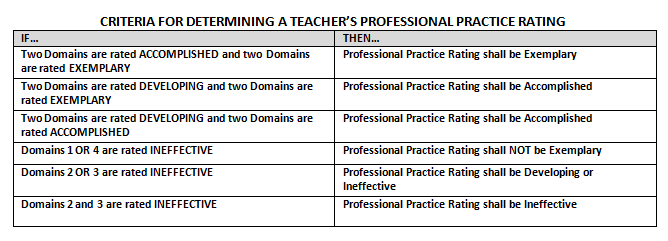 CRITERIA FOR DETERMINING A TEACHER'S PROFESSIONAL PRACTICE RATING
IF... THEN...
Two Domains are rated ACCOMPLISHED and two Domains Professional Practice Rating shall be Exemplary
are rated EXEMPLARY
Two Domains are rated DEVELOPING and two Domains are Professional Practice Rating shall be Accomplished
rated EXEMPLARY
Two Domains are rated DEVELOPING and two Domains are Professional Practice Rating shall be Accomplished
rated ACCOMPLISHED
Domains 1 OR 4 are rated INEFFECTIVE Professional Practice Rating shall NOT be Exemplary
Domains 2 OR 3 are rated INEFFECTIVE Professional Practice Rating shall be Developing or
Ineffective
Domains 2 and 3 are rated INEFFECTIVE Professional Practice Rating shall be Ineffective